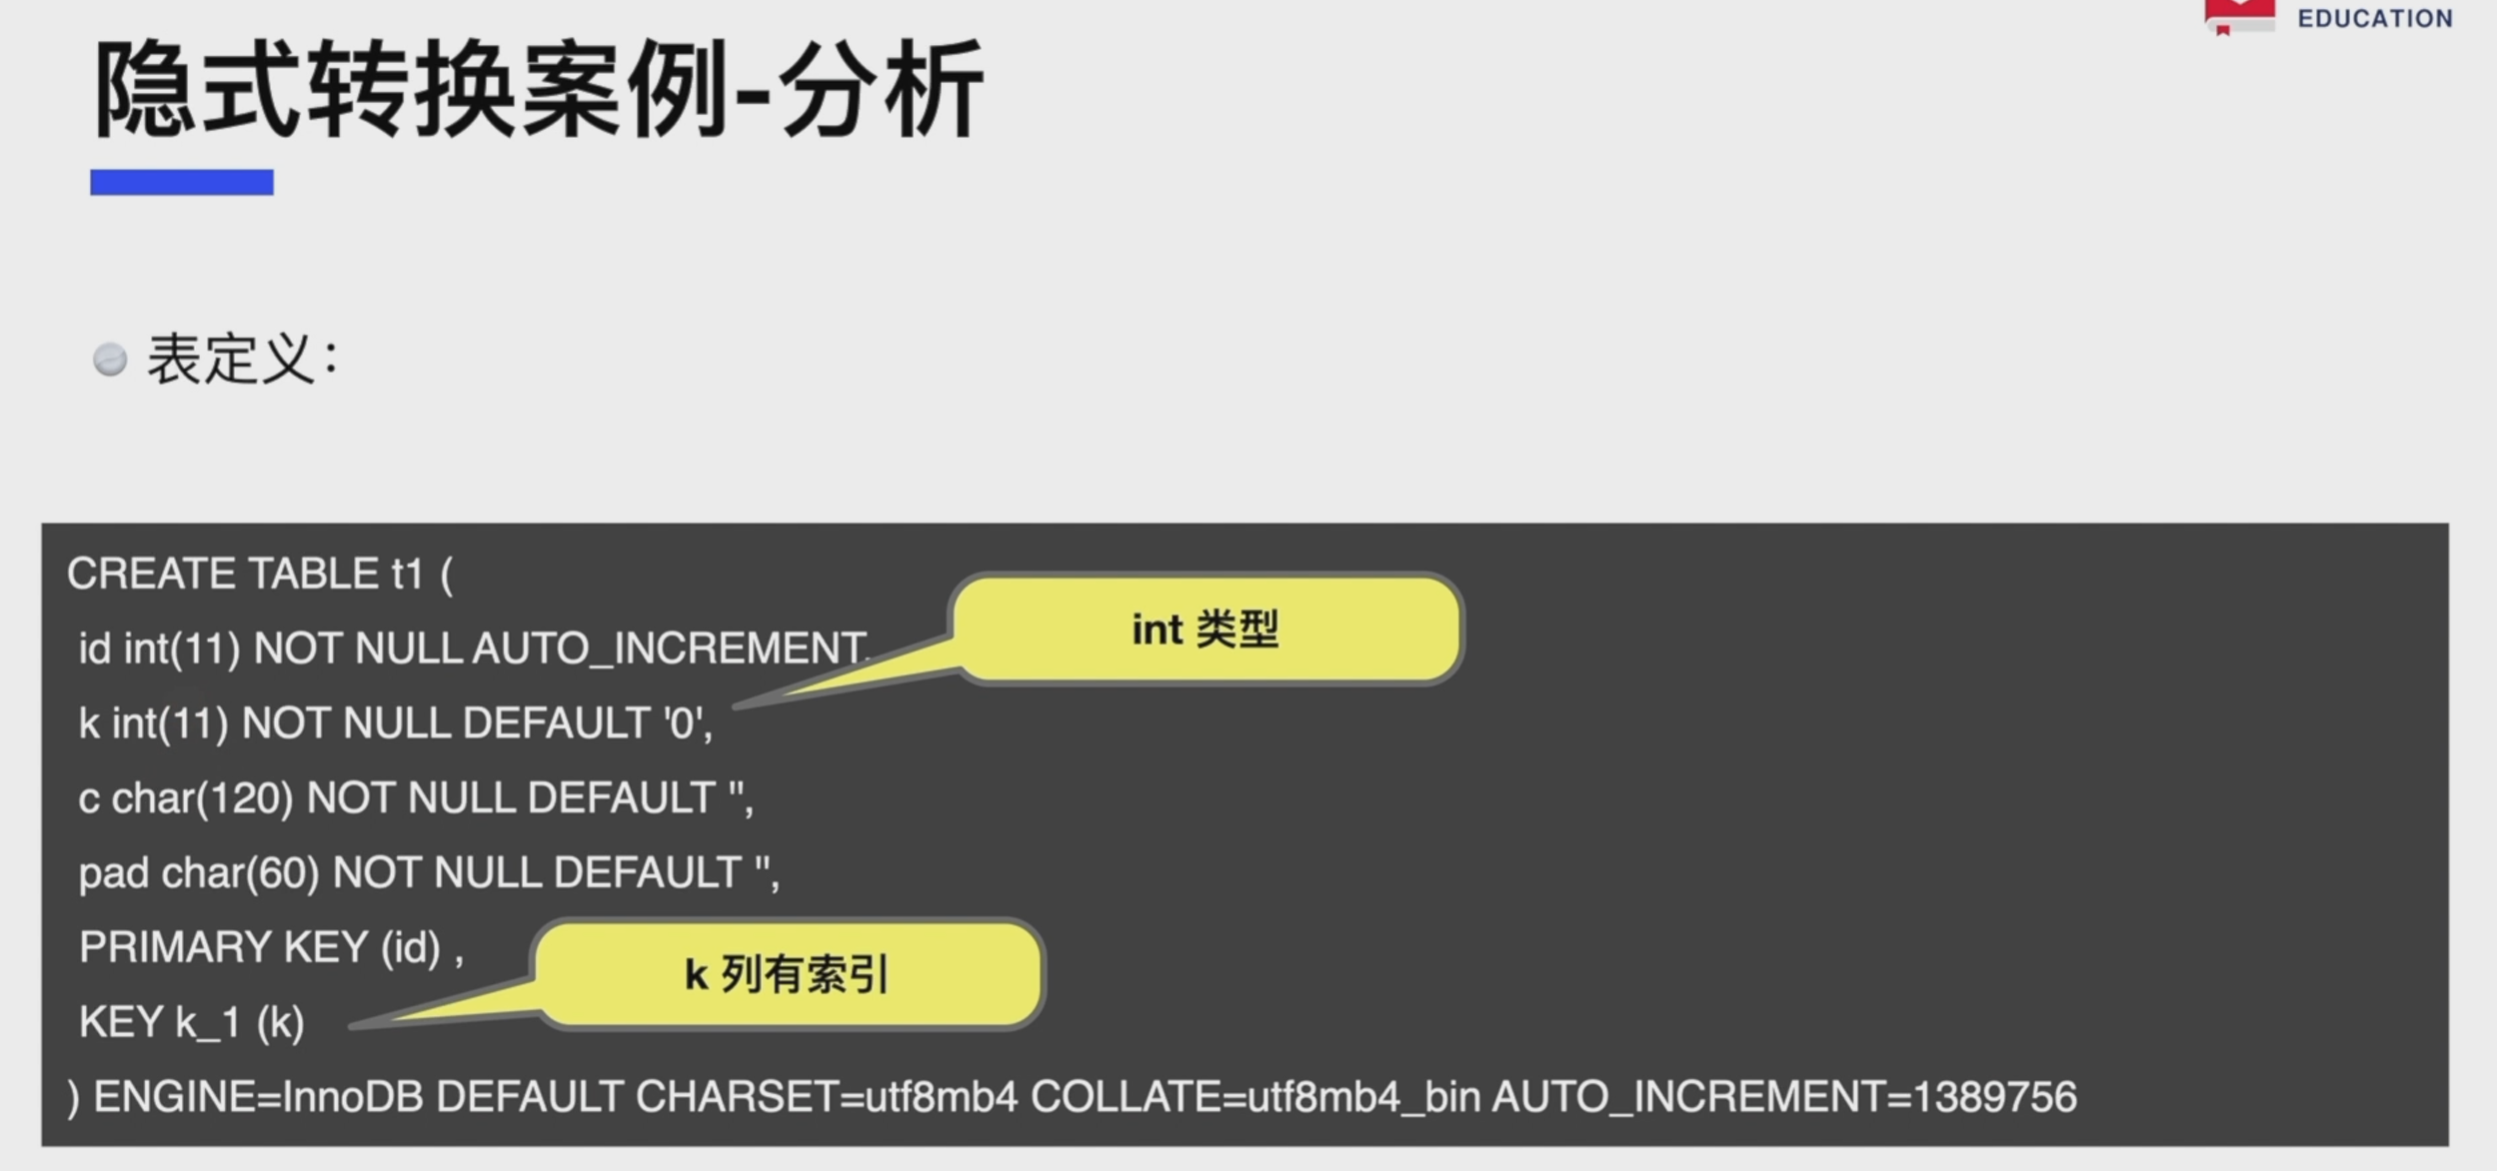 EDUCATION
隐式转换案例-分析
表定义：
CREATE TABLE t1 (
id int(11) NOT NULL AUTO_INCREMENT,
int 类型
k int(11) NOT NULL DEFAULT '0',
c char(120) NOT NULL DEFAULT '',
pad char(60) NOT NULL DEFAULT '',
PRIMARY KEY (id) ,
k 列有索引
KEY k_1 (k)
) ENGINE=InnoDB DEFAULT CHARSET=utf8mb4 COLLATE=utf8mb4_bin AUTO_INCREMENT=1389756